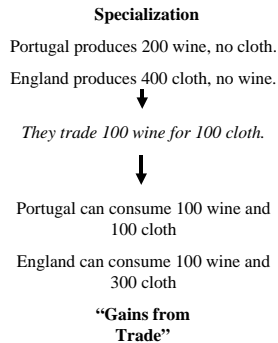 Specialization
Portugal produces 200 wine, no cloth.
England produces 400 cloth, no wine.
They trade 100 wine for 100 cloth.
Portugal can consume 100 wine and
100 cloth
England can consume 100 wine and
300 cloth
“Gains from
Trade”